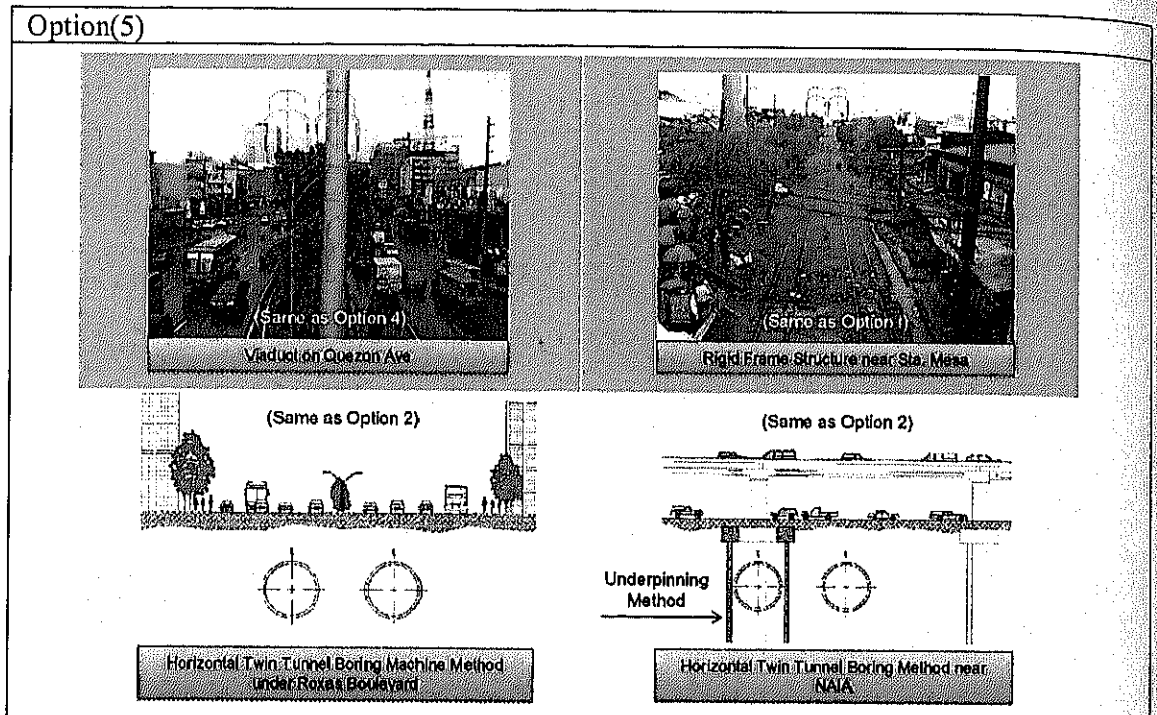 Option(5)
(Same as Option 4)
Viaduct on Quezon Ave
(Same as Option I)
Rigid Frame Structure near Sta. Mesa
(Same as Option 2)
(Same as Option 2)
Underpinning
Method
Horizontal Twin Tunnel Boring Machine Method
under Roxas Boulevard
Horizontal Twin Tunnel Boring Method near
NAIA